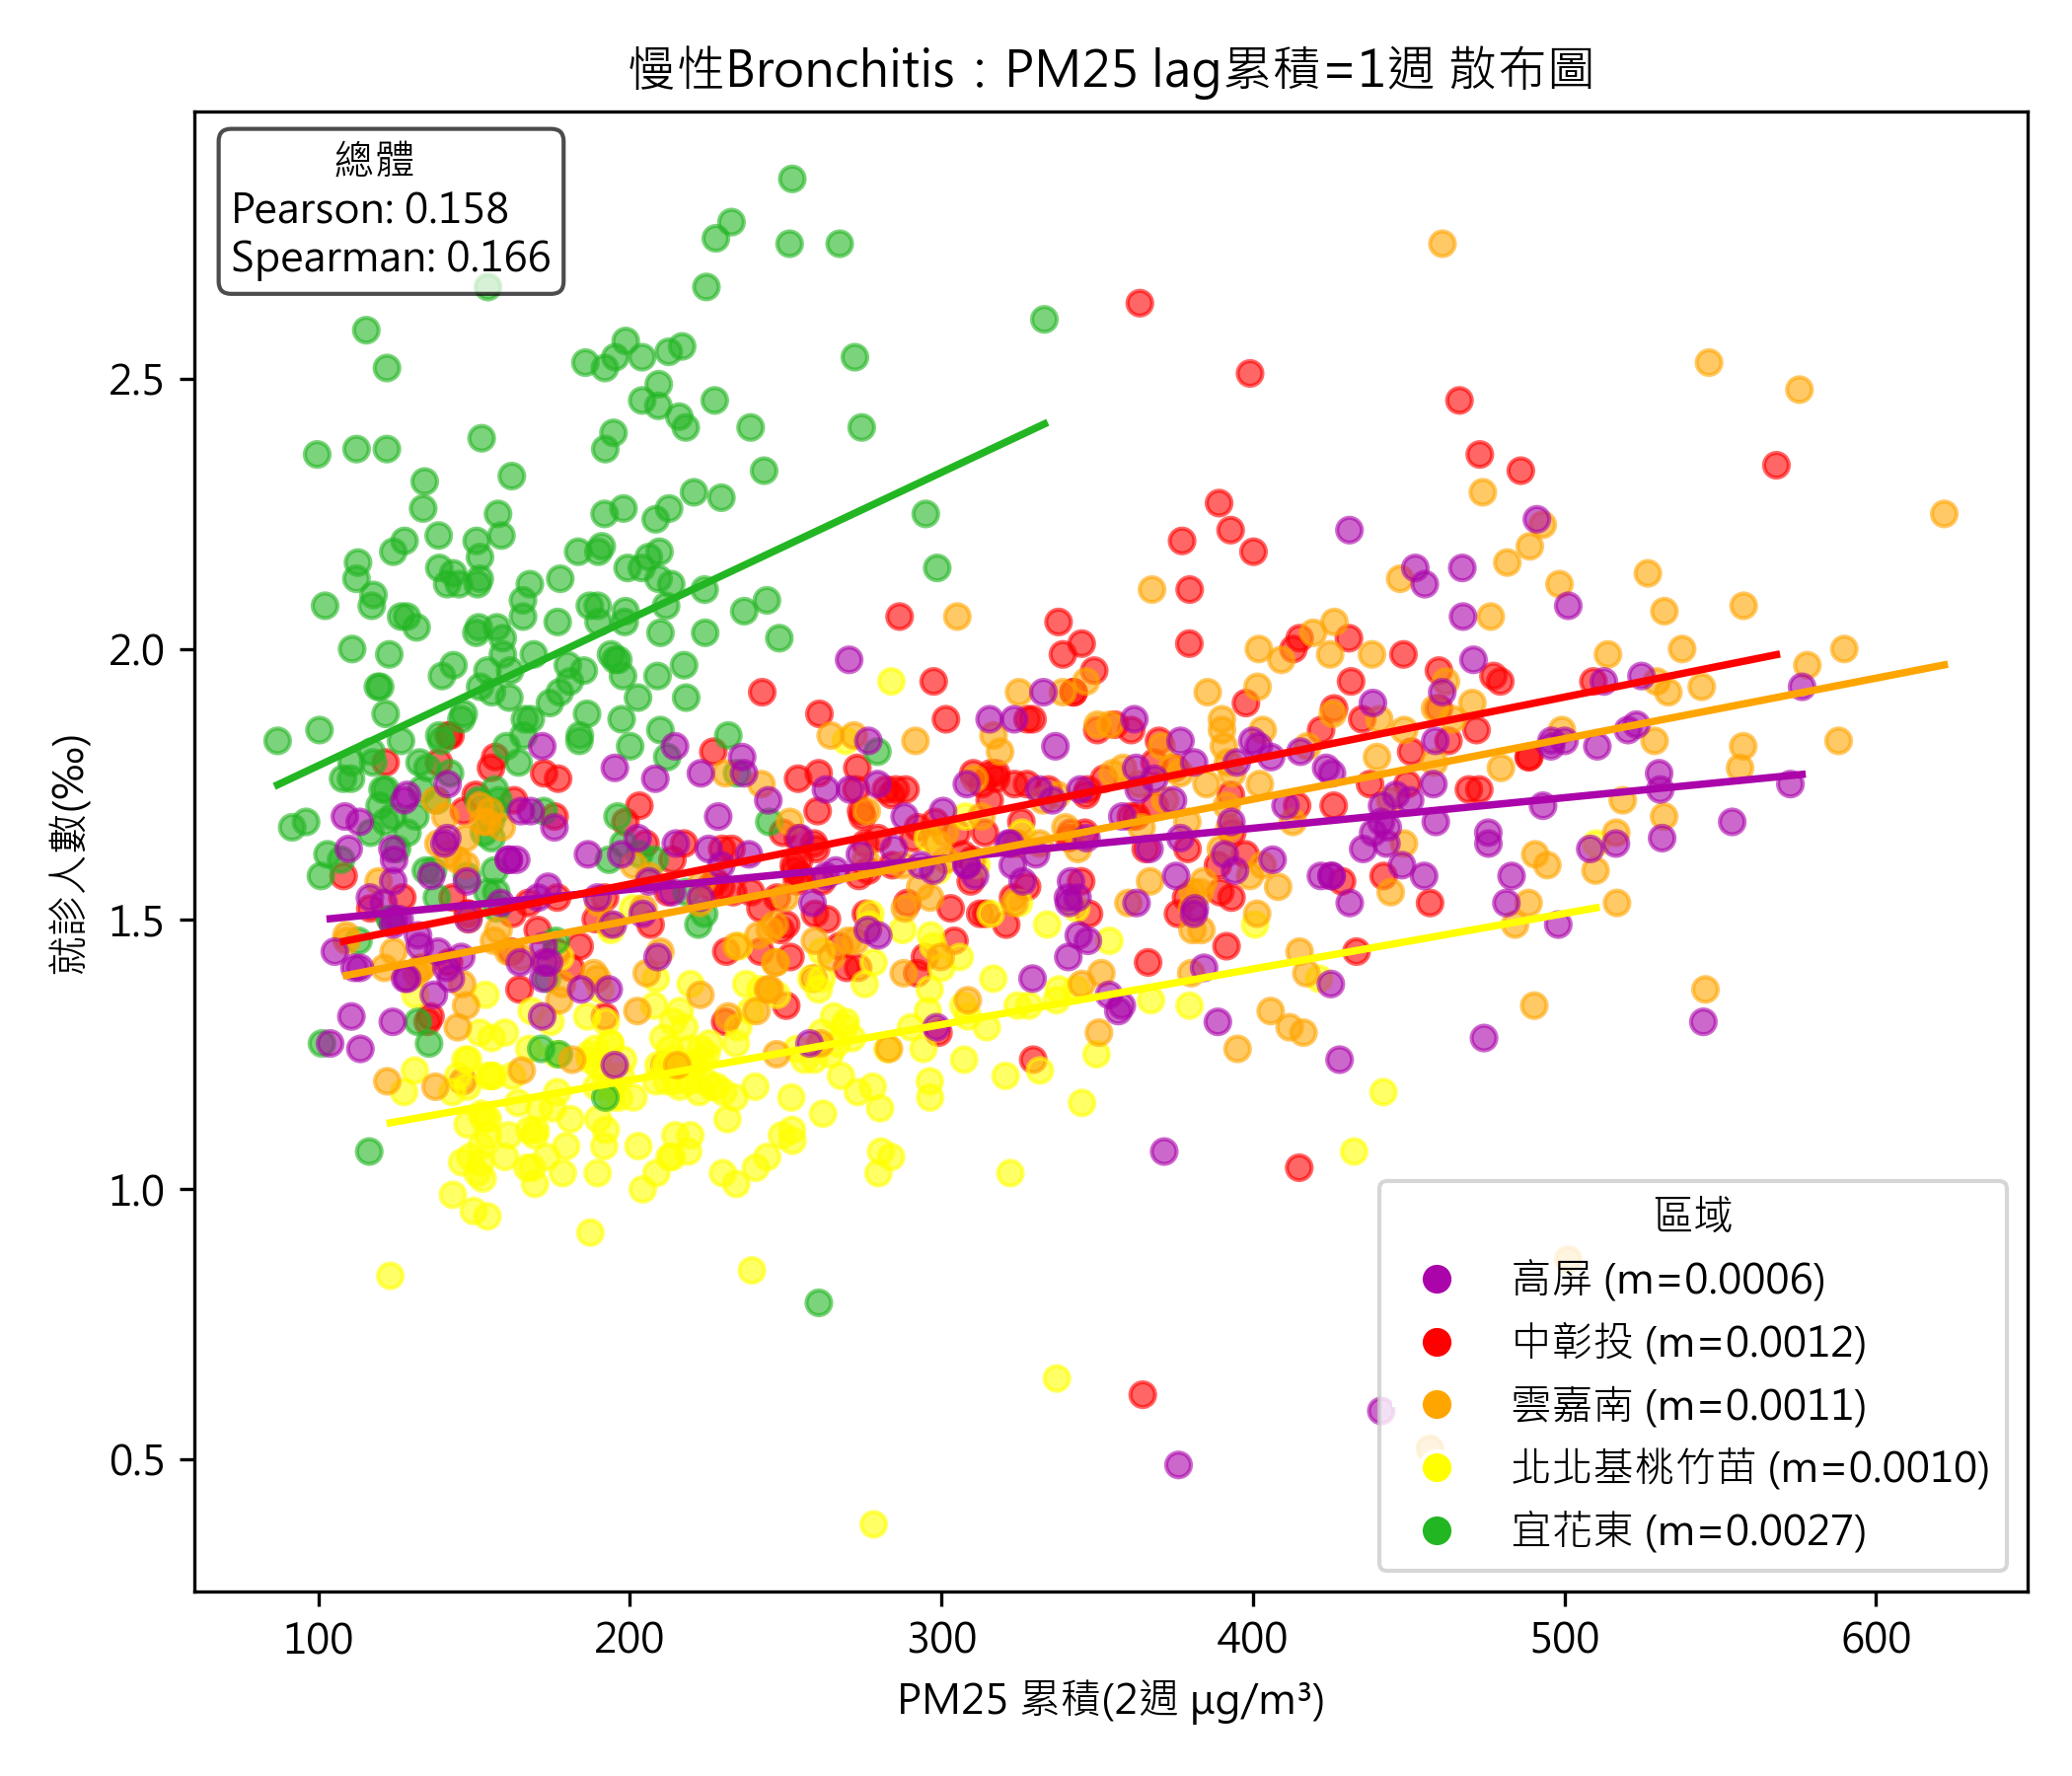 慢性Bronchitis：PM25 lag累積=1週 散布圖
總體
Pearson: 0.158
Spearman: 0.166
就診人數(‰)
2.5
2.0
1.5
1.0
0.5
區域
高屏 (m=0.0006)
中彰投 (m=0.0012)
雲嘉南 (m=0.0011)
北北基桃竹苗 (m=0.0010)
宜花東 (m=0.0027)
100 200 300 400 500 600
PM25 累積(2週 μg/m³)